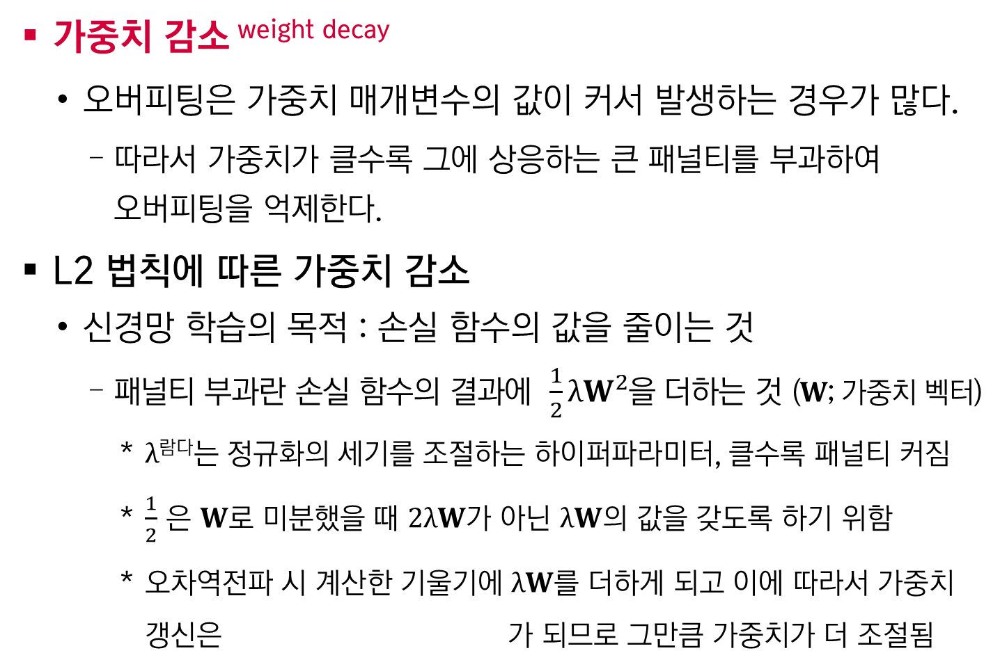 ▪ 가중치 감소 weight decay
• 오버피팅은 가중치 매개변수의 값이 커서 발생하는 경우가 많다.
– 따라서 가중치가 클수록 그에 상응하는 큰 패널티를 부과하여
오버피팅을 억제한다.
▪ L2 법칙에 따른 가중치 감소
• 신경망 학습의 목적 : 손실 함수의 값을 줄이는 것
– 패널티 부과란 손실 함수의 결과에 $\frac{1}{2}\lambda\mathbf{W}^2$을 더하는 것 (W; 가중치 벡터)
* λ람다는 정규화의 세기를 조절하는 하이퍼파라미터, 클수록 패널티 커짐
* $\frac{1}{2}$ 은 W로 미분했을 때 2λW가 아닌 λW의 값을 갖도록 하기 위함
* 오차역전파 시 계산한 기울기에 λW를 더하게 되고 이에 따라서 가중치
갱신은 가 되므로 그만큼 가중치가 더 조절됨